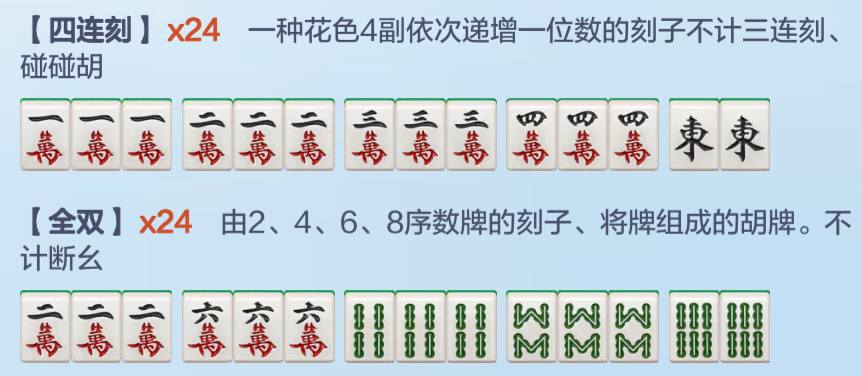 【四连刻】x24 一种花色4副依次递增一位数的刻子不计三连刻、
碰碰胡
一萬 一萬 一萬 二萬 二萬 二萬 三萬 三萬 三萬 四萬 四萬 四萬 東 東
【全双】x24 由2、4、6、8序数牌的刻子、将牌组成的胡牌。不
计断幺
二萬 二萬 二萬 六萬 六萬 六萬